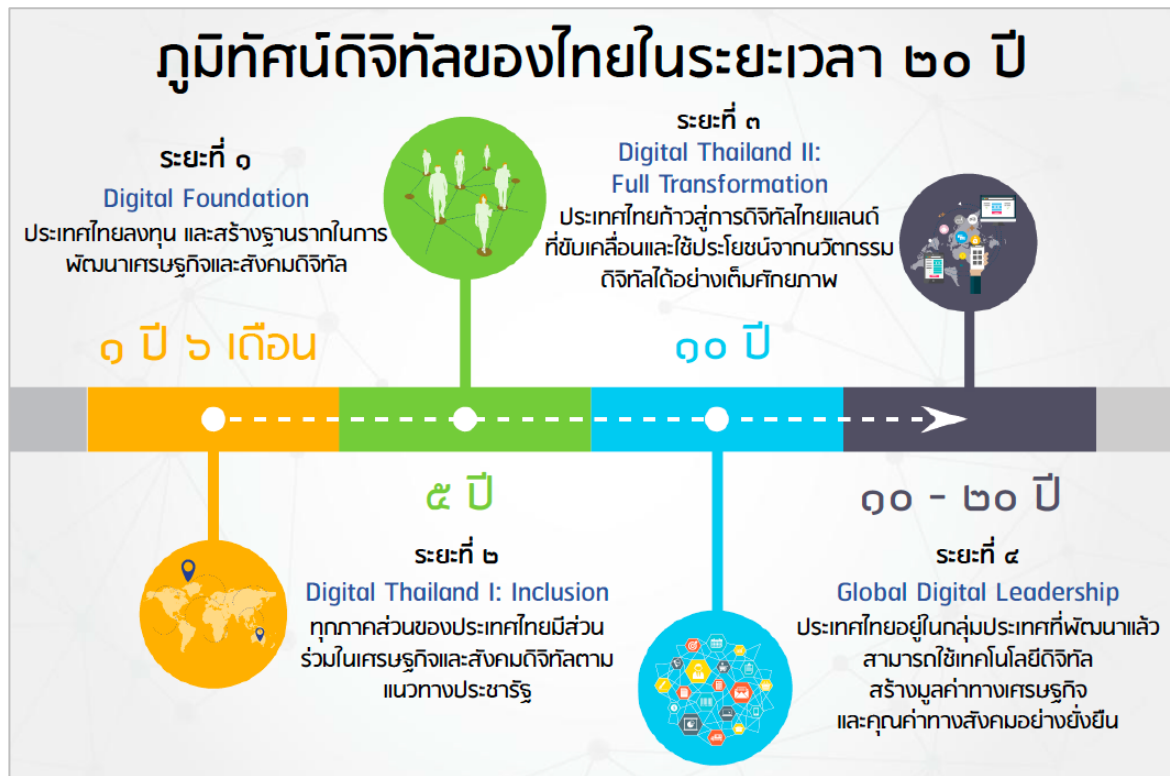 ภูมิทัศน์ดิจิทัลของไทยในระยะเวลา ๒๐ ปี
ระยะที่ ๑
Digital Foundation
ประเทศไทยลงทุน และสร้างฐานรากในการ
พัฒนาเศรษฐกิจและสังคมดิจิทัล
๑ ปี ๖ เดือน
๕ ปี
ระยะที่ ๒
Digital Thailand I: Inclusion
ทุกภาคส่วนของประเทศไทยมีส่วน
ร่วมในเศรษฐกิจและสังคมดิจิทัลตาม
แนวทางประชารัฐ
ระยะที่ ๓
Digital Thailand II:
Full Transformation
ประเทศไทยก้าวสู่การดิจิทัลไทยแลนด์
ที่ขับเคลื่อนและใช้ประโยชน์จากนวัตกรรม
ดิจิทัลได้อย่างเต็มศักยภาพ
๑๐ ปี
๑๐ - ๒๐ ปี
ระยะที่ ๔
Global Digital Leadership
ประเทศไทยอยู่ในกลุ่มประเทศที่พัฒนาแล้ว
สามารถใช้เทคโนโลยีดิจิทัล
สร้างมูลค่าทางเศรษฐกิจ
และคุณค่าทางสังคมอย่างยั่งยืน